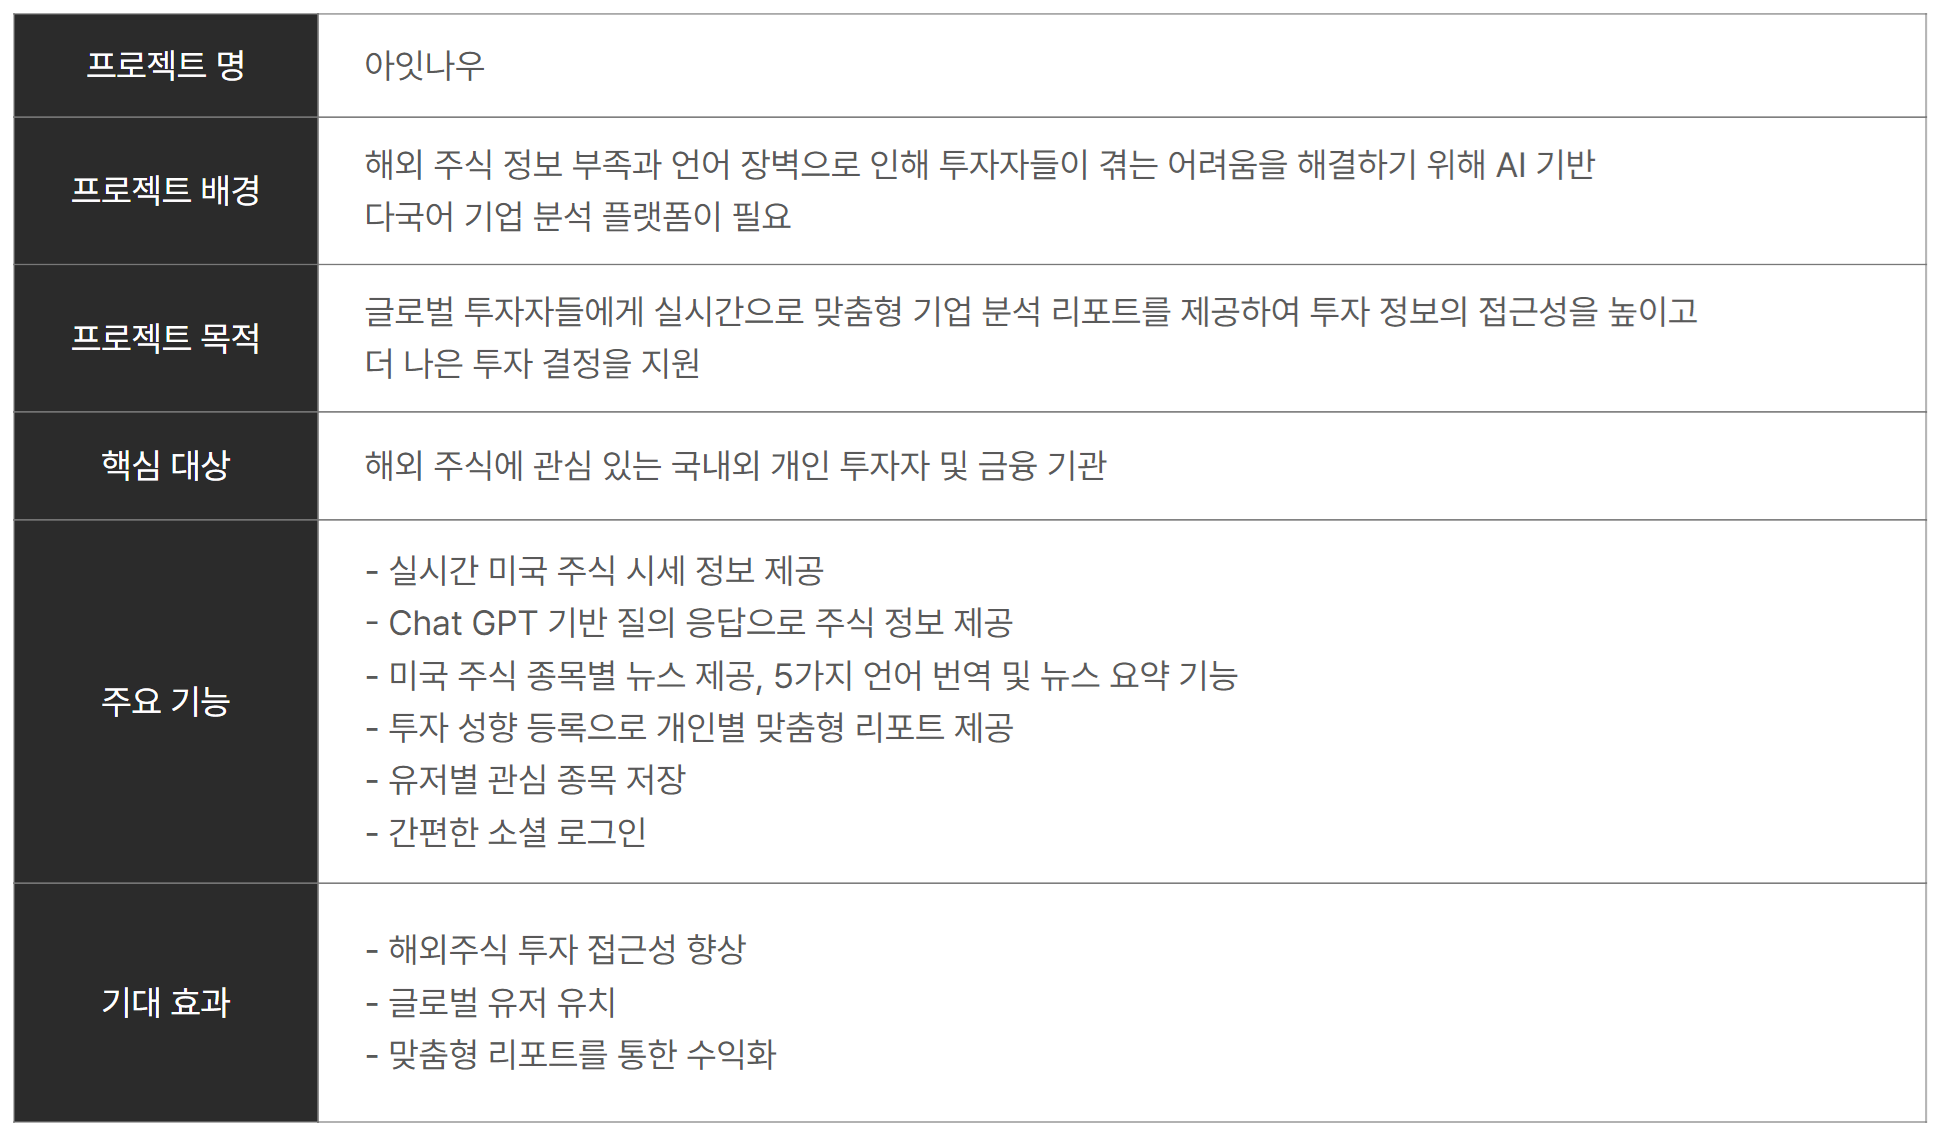 프로젝트 명
아잇나우
프로젝트 배경
해외 주식 정보 부족과 언어 장벽으로 인해 투자자들이 겪는 어려움을 해결하기 위해 AI 기반
다국어 기업 분석 플랫폼이 필요
프로젝트 목적
글로벌 투자자들에게 실시간으로 맞춤형 기업 분석 리포트를 제공하여 투자 정보의 접근성을 높이고
더 나은 투자 결정을 지원
핵심 대상
해외 주식에 관심 있는 국내외 개인 투자자 및 금융 기관
주요 기능
- 실시간 미국 주식 시세 정보 제공
- Chat GPT 기반 질의 응답으로 주식 정보 제공
- 미국 주식 종목별 뉴스 제공, 5가지 언어 번역 및 뉴스 요약 기능
- 투자 성향 등록으로 개인별 맞춤형 리포트 제공
- 유저별 관심 종목 저장
- 간편한 소셜 로그인
기대 효과
- 해외주식 투자 접근성 향상
- 글로벌 유저 유치
- 맞춤형 리포트를 통한 수익화